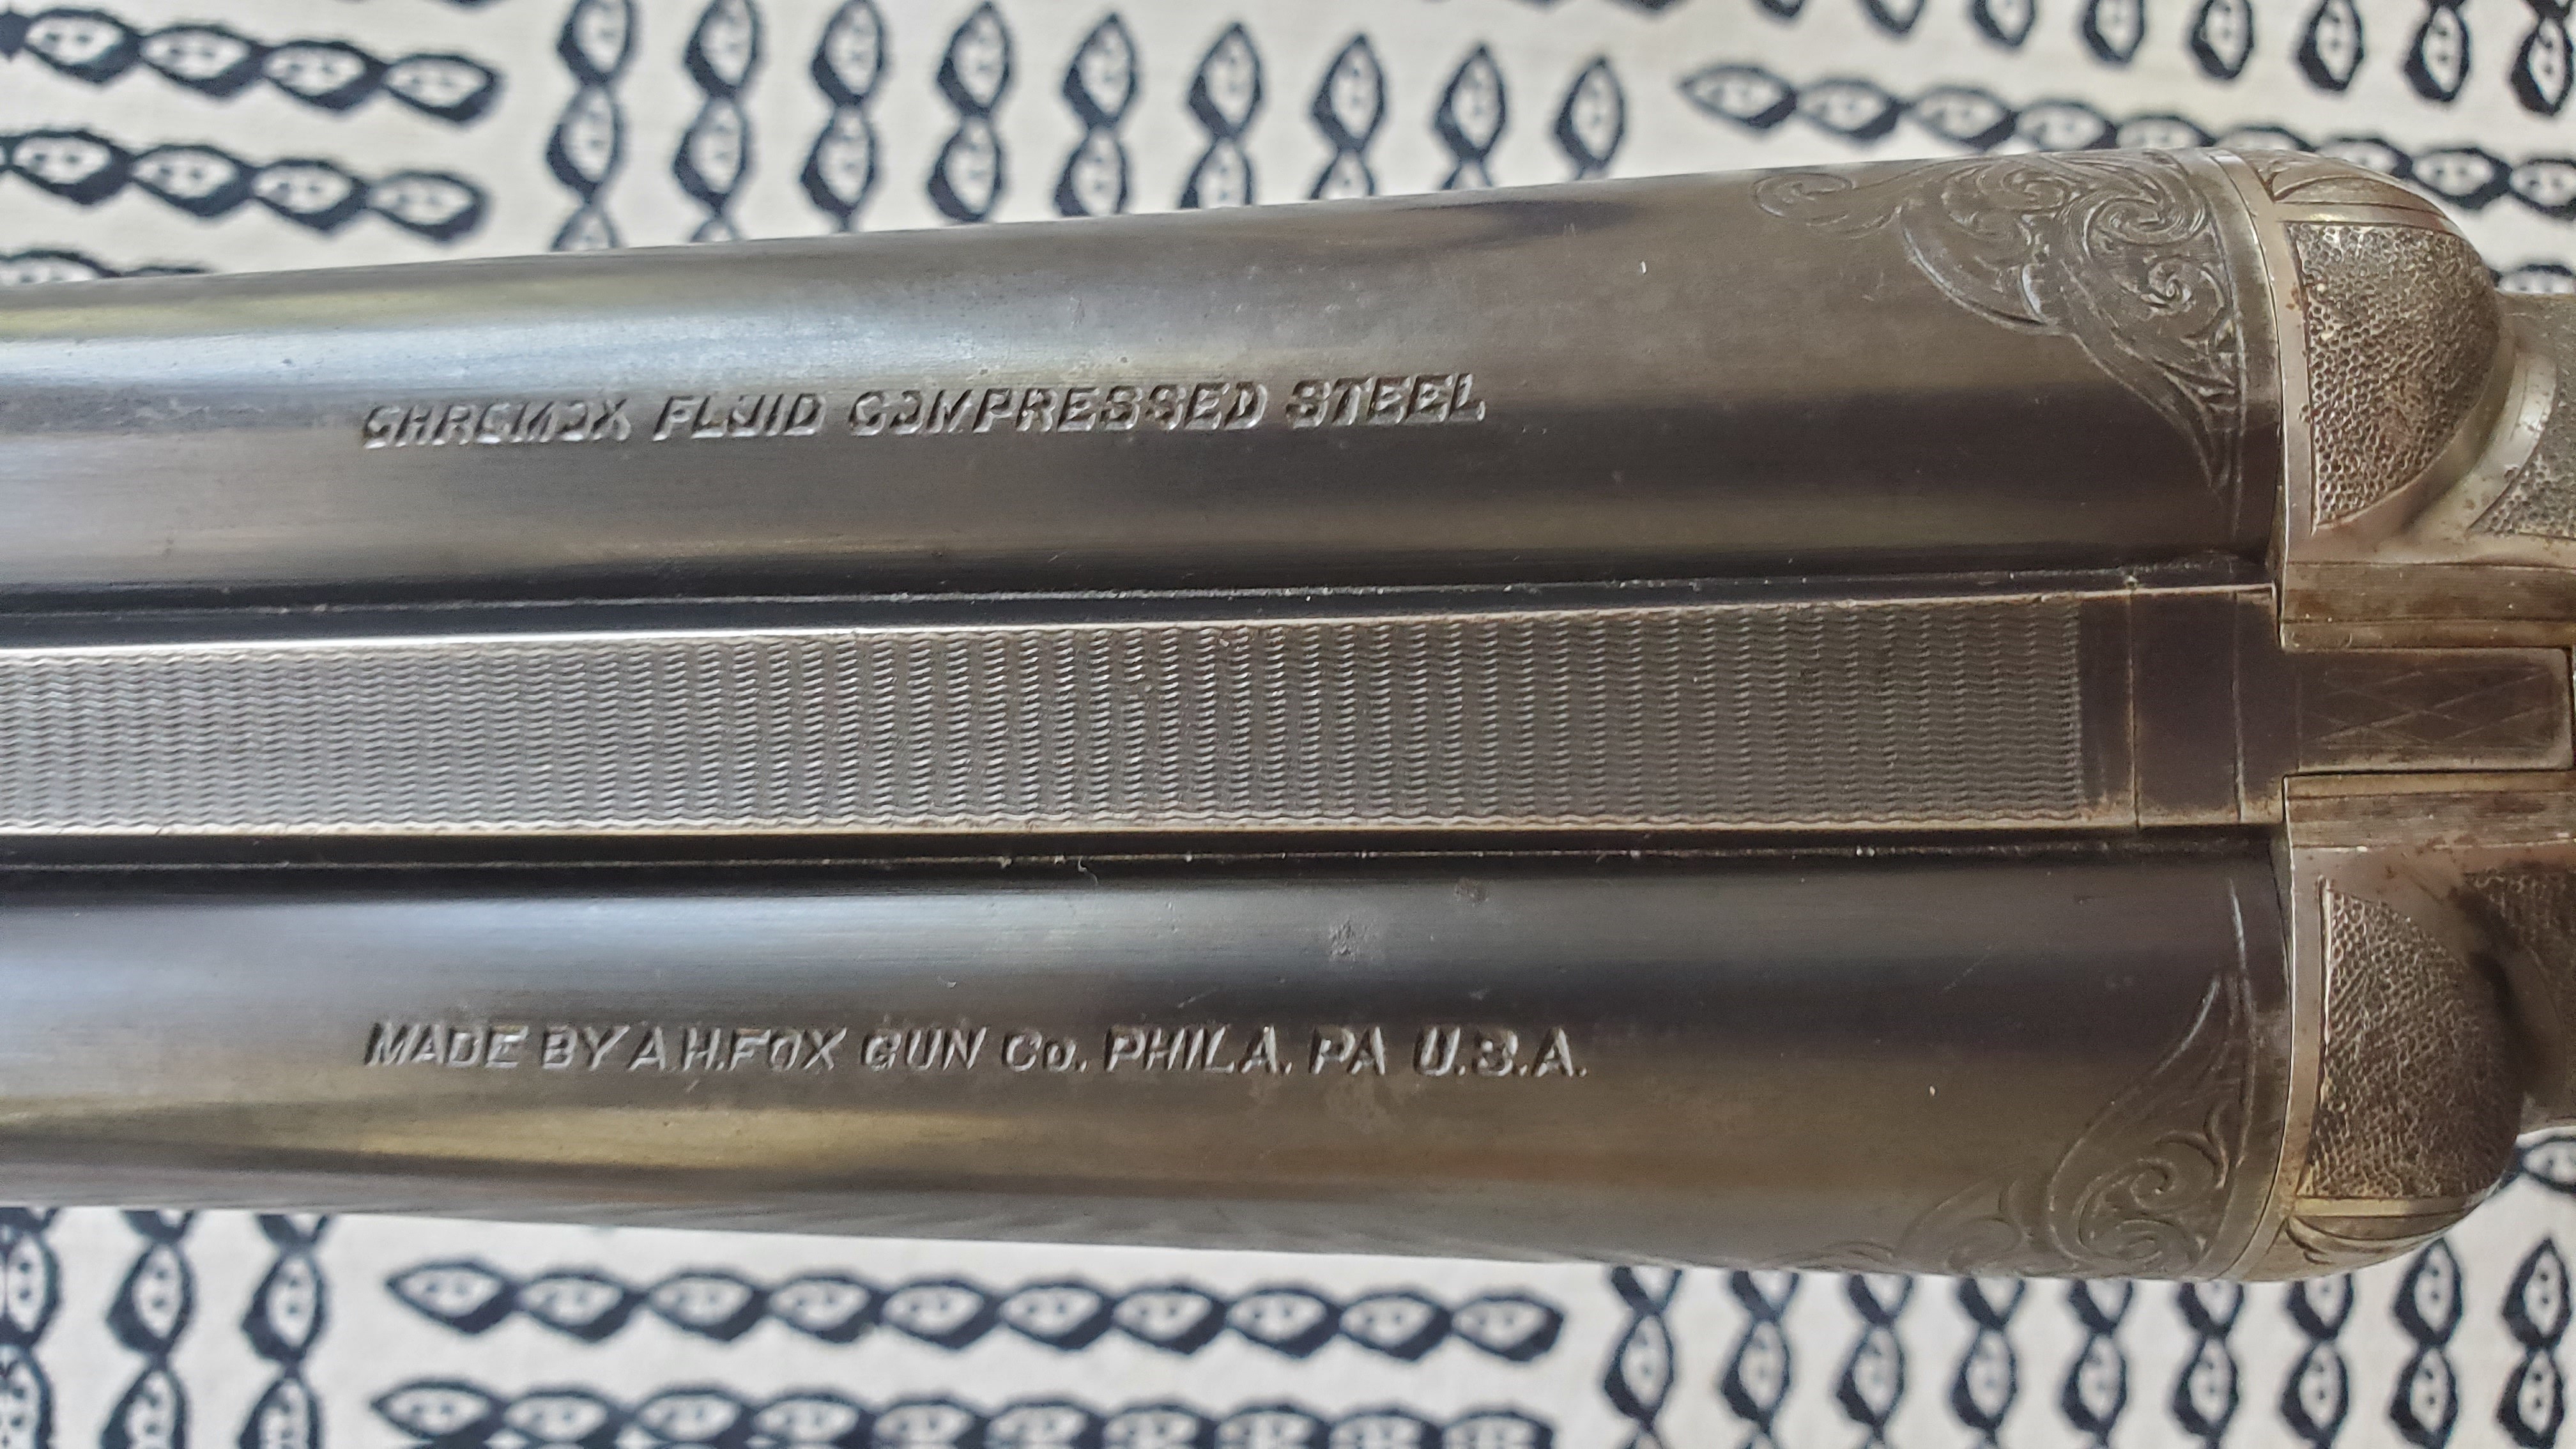 CHROMOX FLUID COMPRESSED STEEL
MADE BY A.H.FOX GUN Co. PHILA. PA U.S.A.